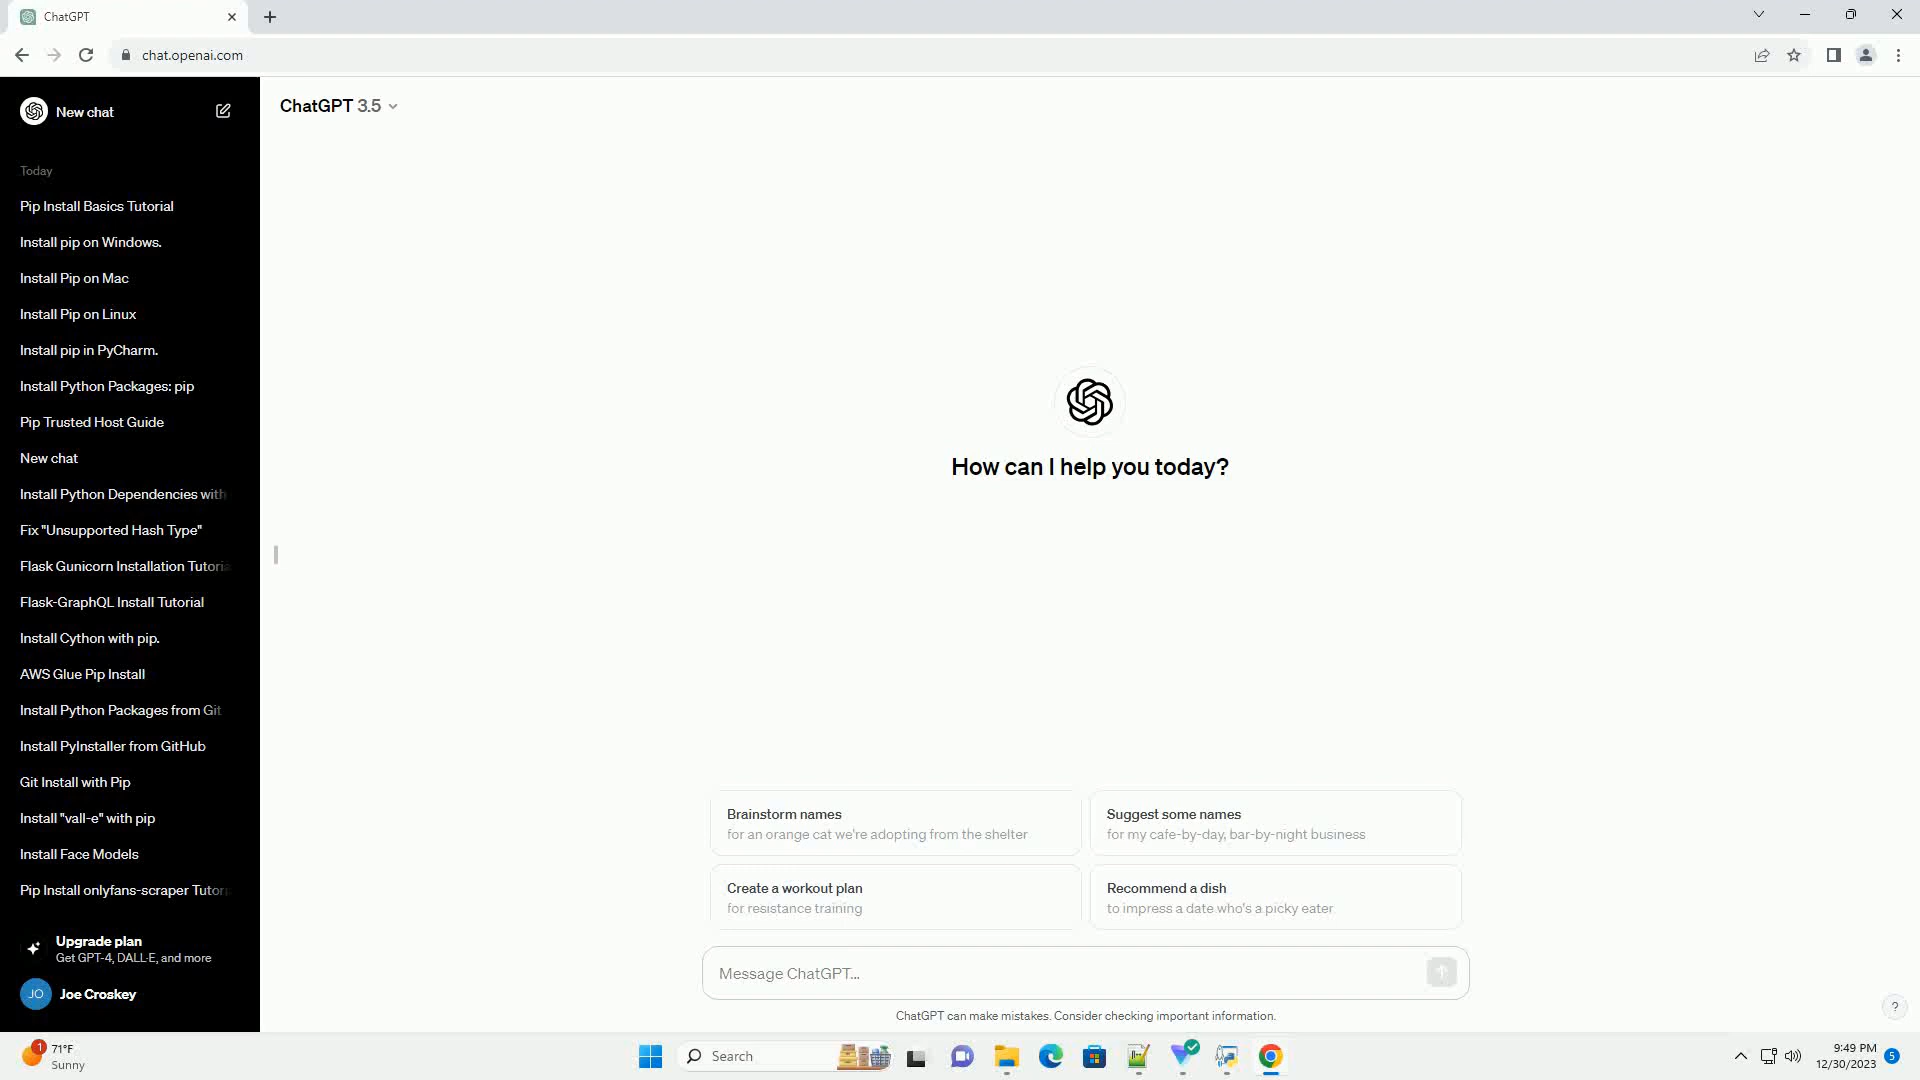 ChatGPT
chat.openai.com
New chat
ChatGPT 3.5
Today
Pip Install Basics Tutorial
Install pip on Windows.
Install Pip on Mac
Install Pip on Linux
Install pip in PyCharm.
Install Python Packages: pip
Pip Trusted Host Guide
New chat
Install Python Dependencies with
Fix "Unsupported Hash Type"
Flask Gunicorn Installation Tutoria
Flask-GraphQL Install Tutorial
Install Cython with pip.
AWS Glue Pip Install
Install Python Packages from Git
Install PyInstaller from GitHub
Git Install with Pip
Install "vall-e" with pip
Install Face Models
Pip Install onlyfans-scraper Tutor
Upgrade plan
Get GPT-4, DALL·E, and more
JO Joe Croskey
How can I help you today?
Brainstorm names
for an orange cat we're adopting from the shelter
Suggest some names
for my cafe-by-day, bar-by-night business
Create a workout plan
for resistance training
Recommend a dish
to impress a date who's a picky eater
Message ChatGPT...
ChatGPT can make mistakes. Consider checking important information.
?
1
71°F
Sunny
Search
9:49 PM
12/30/2023
5